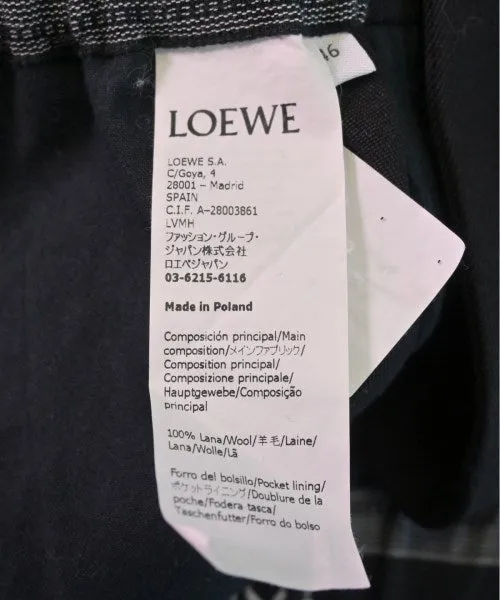 46
LOEWE
LOEWE S.A.
C/Goya, 4
28001 – Madrid
SPAIN
C.I.F. A-28003861
LVMH
ファッション・グループ・
ジャパン株式会社
ロエベジャパン
03-6215-6116
Made in Poland
Composición principal/Main
composition/メインファブリック/
Composition principal/
Composizione principale/
Hauptgewebe/Composição
principal
100% Lana/Wool/羊毛/Laine/
Lana/Wolle/Lã
Forro del bolsillo/Pocket lining/
ポケットライニング/Doublure de la
poche/Fodera tasca/
Taschenfutter/Forro do bolso